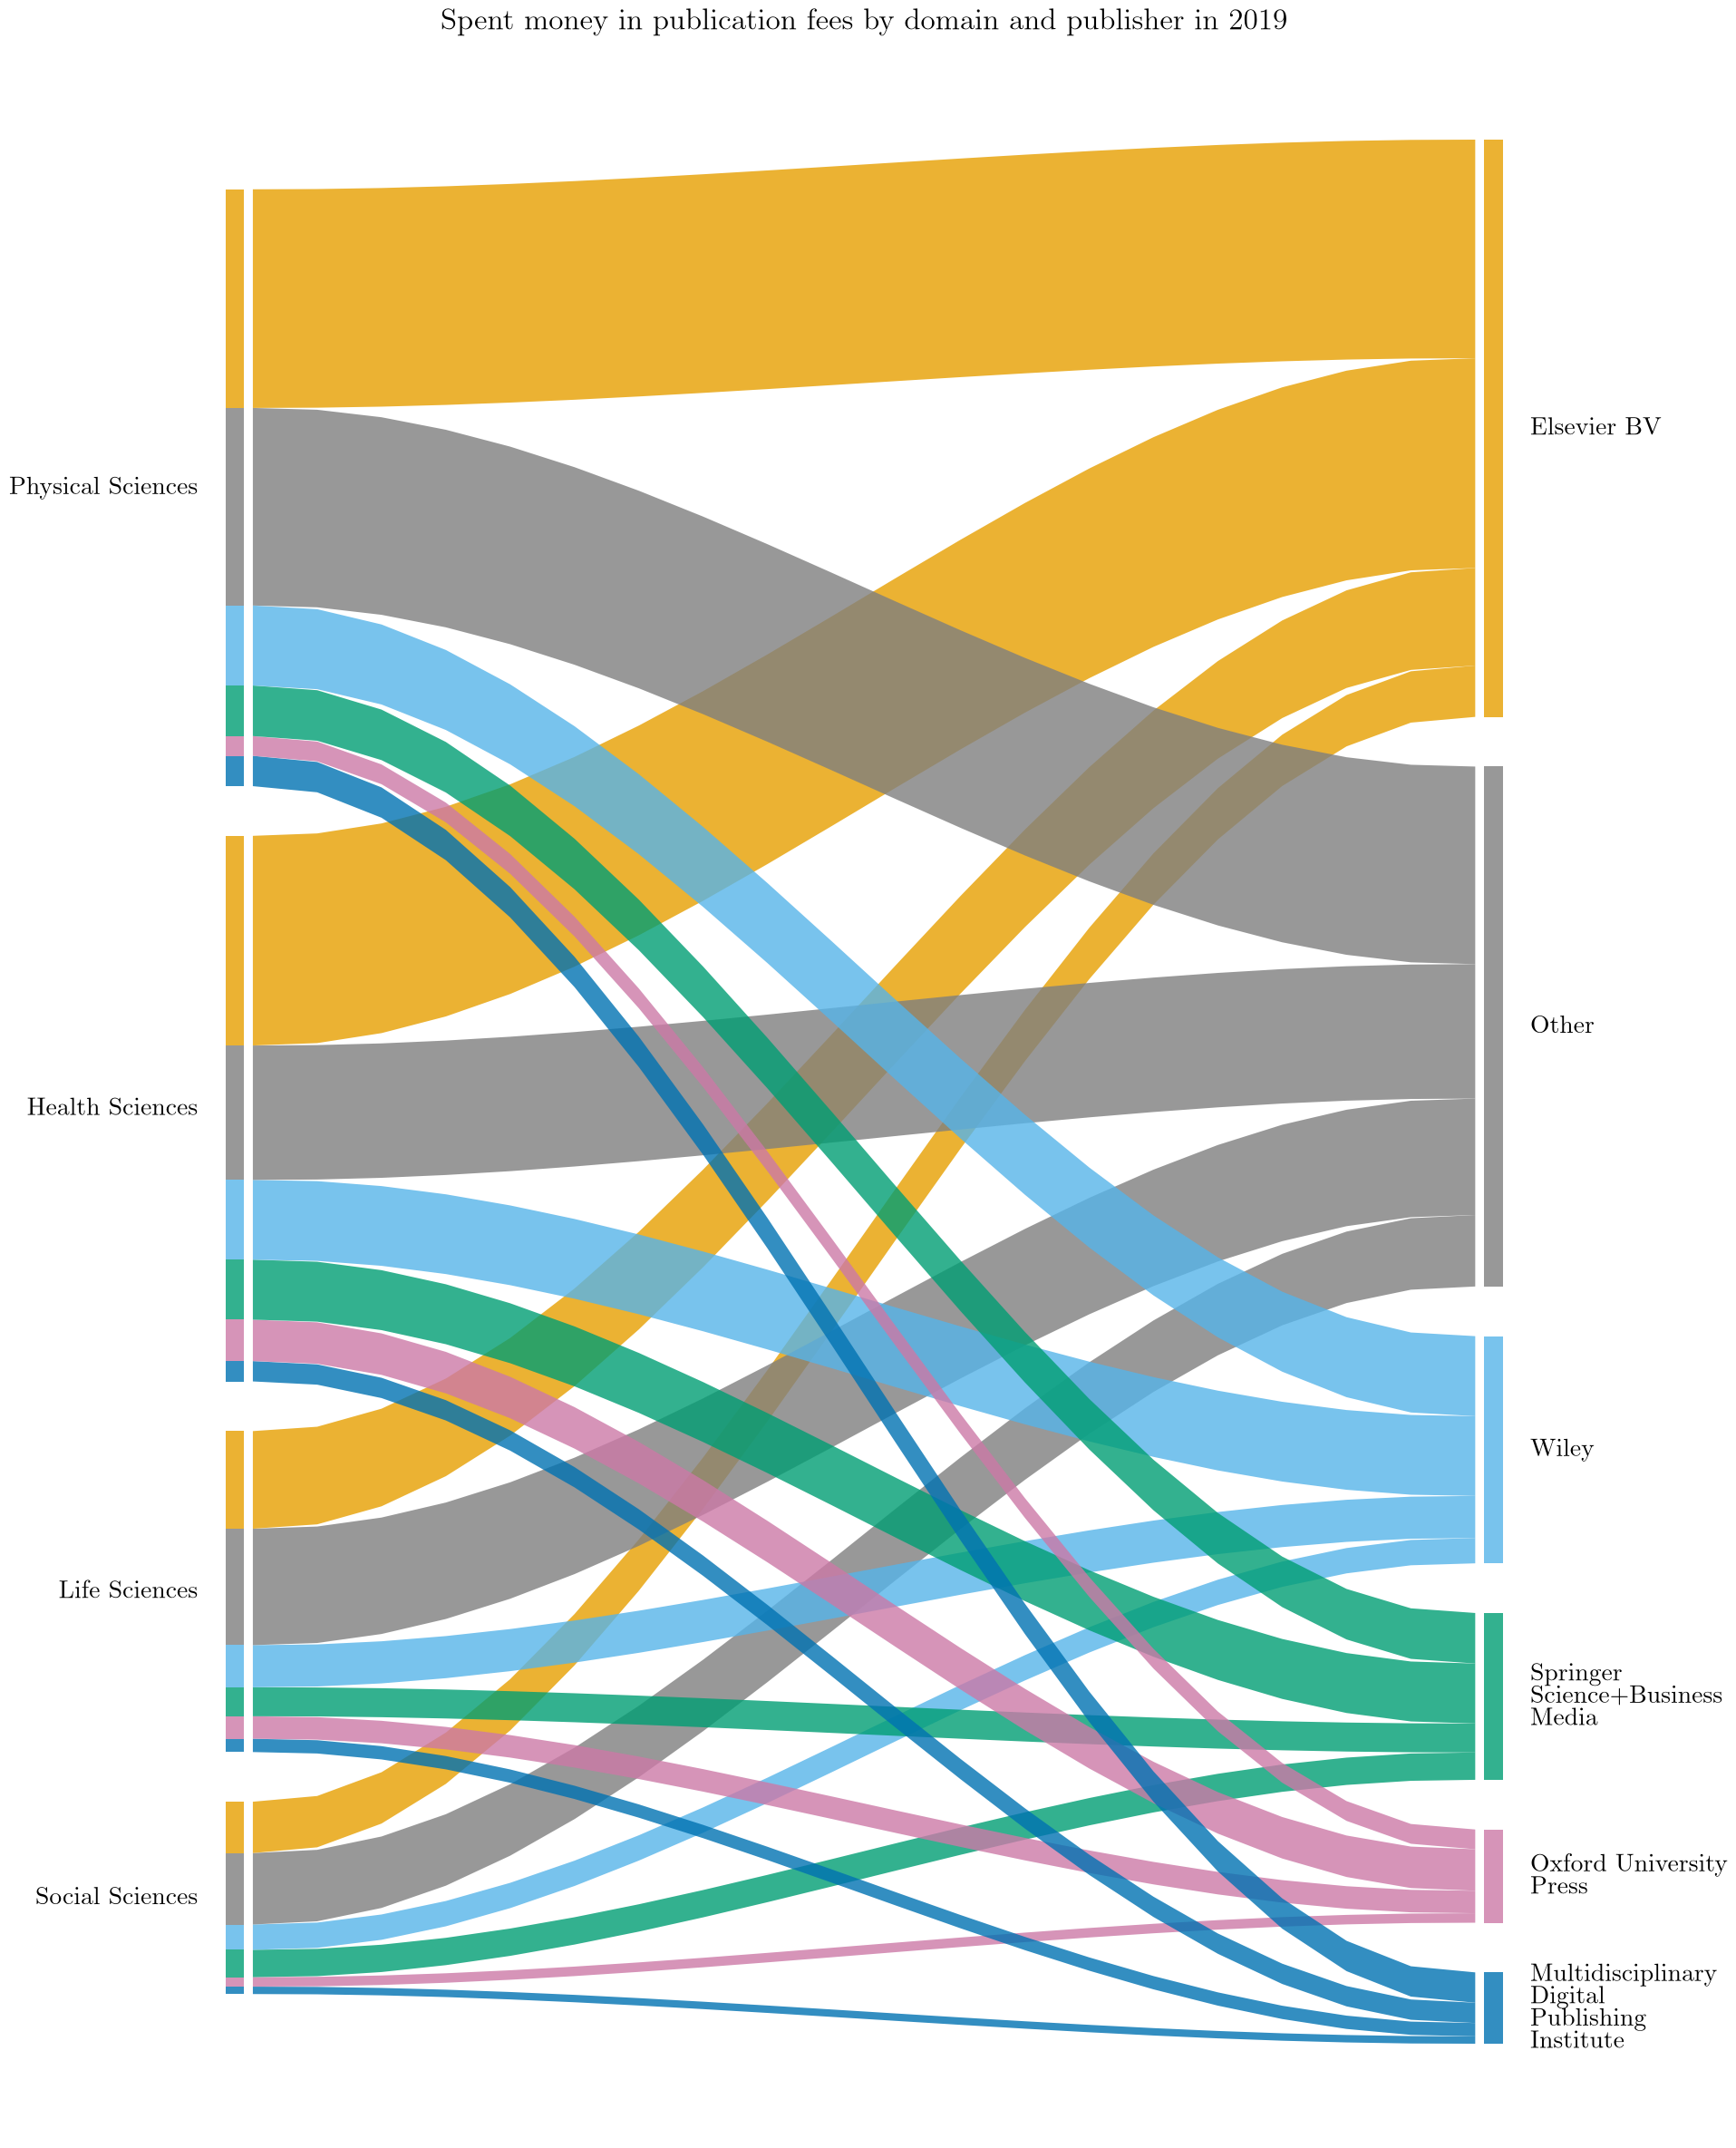 Spent money in publication fees by domain and publisher in 2019
Physical Sciences
Health Sciences
Life Sciences
Social Sciences
Elsevier BV
Other
Wiley
Springer
Science+Business
Media
Oxford University
Press
Multidisciplinary
Digital
Publishing
Institute